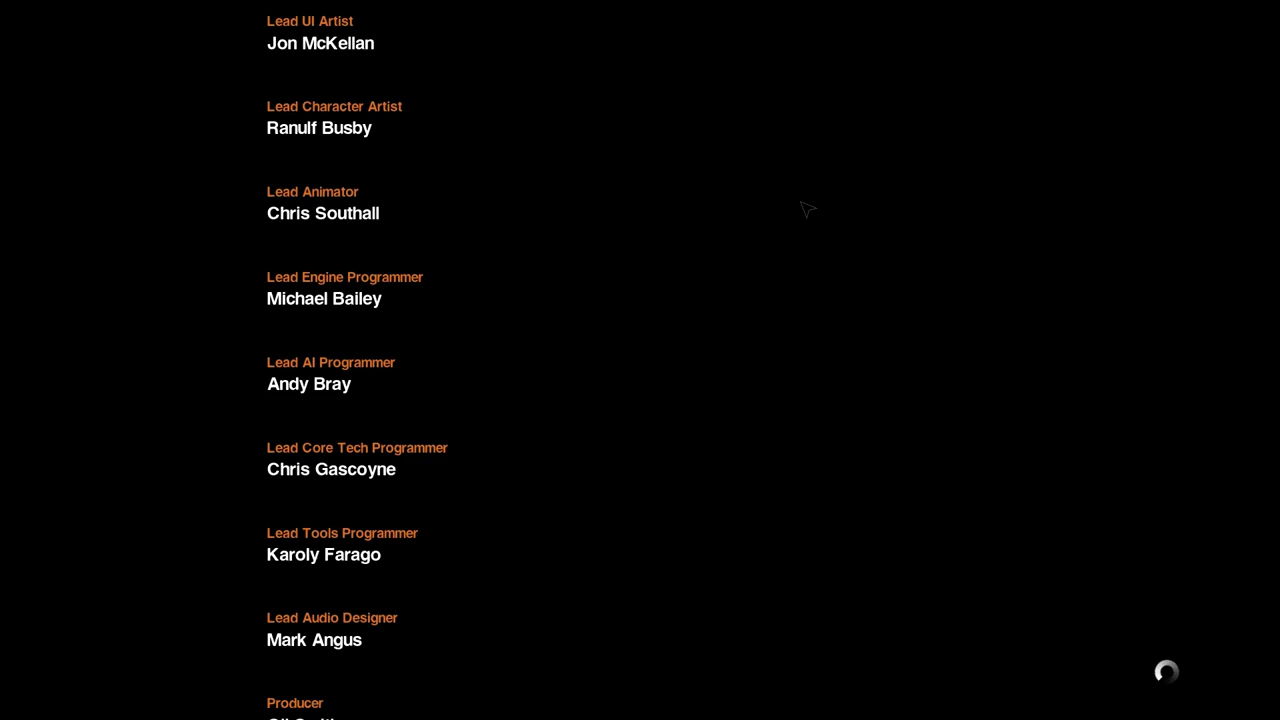 Lead UI Artist
Jon McKellan
Lead Character Artist
Ranulf Busby
Lead Animator
Chris Southall
Lead Engine Programmer
Michael Bailey
Lead AI Programmer
Andy Bray
Lead Core Tech Programmer
Chris Gascoyne
Lead Tools Programmer
Karoly Farago
Lead Audio Designer
Mark Angus
Producer